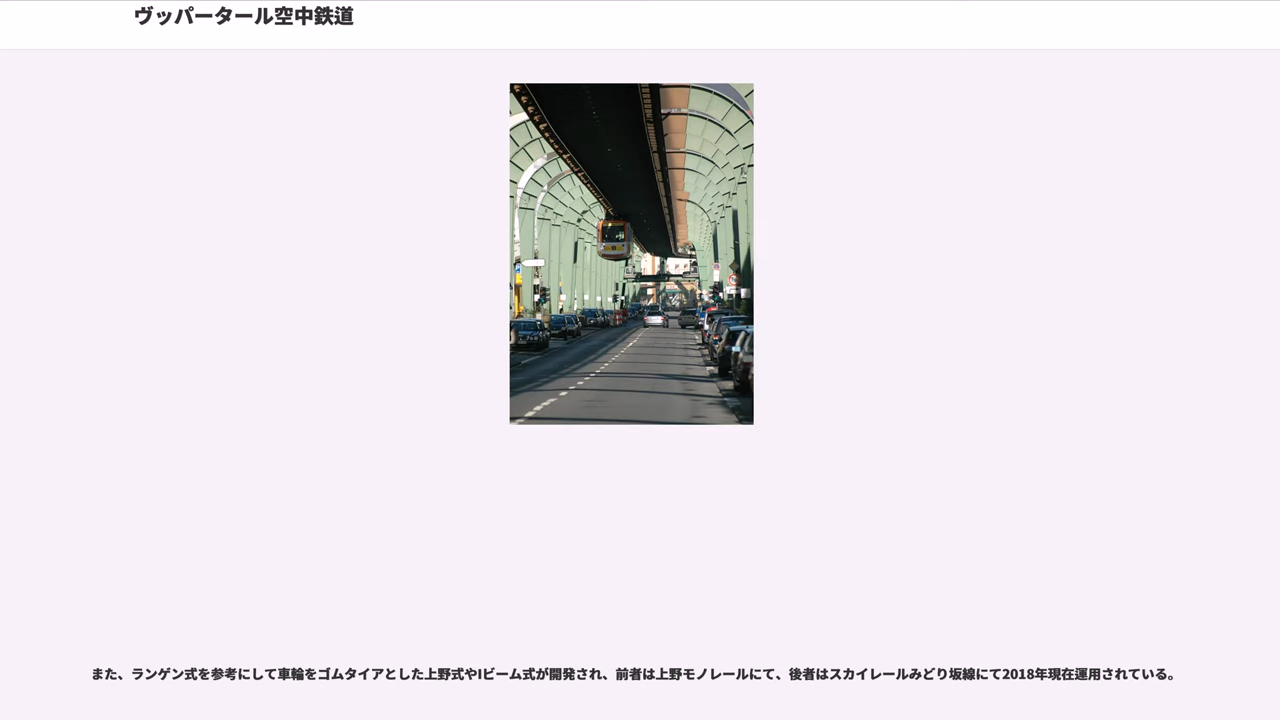 ヴッパータール空中鉄道
また、ランゲン式を参考にして車輪をゴムタイアとした上野式やIビーム式が開発され、前者は上野モノレールにて、後者はスカイレールみどり坂線にて2018年現在運用されている。